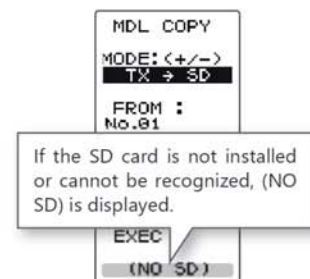 MDL COPY
MODE:(+/-)
TX → SD
FROM :
No.01
If the SD card is not installed
or cannot be recognized, (NO
SD) is displayed.
EXEC
(NO SD)